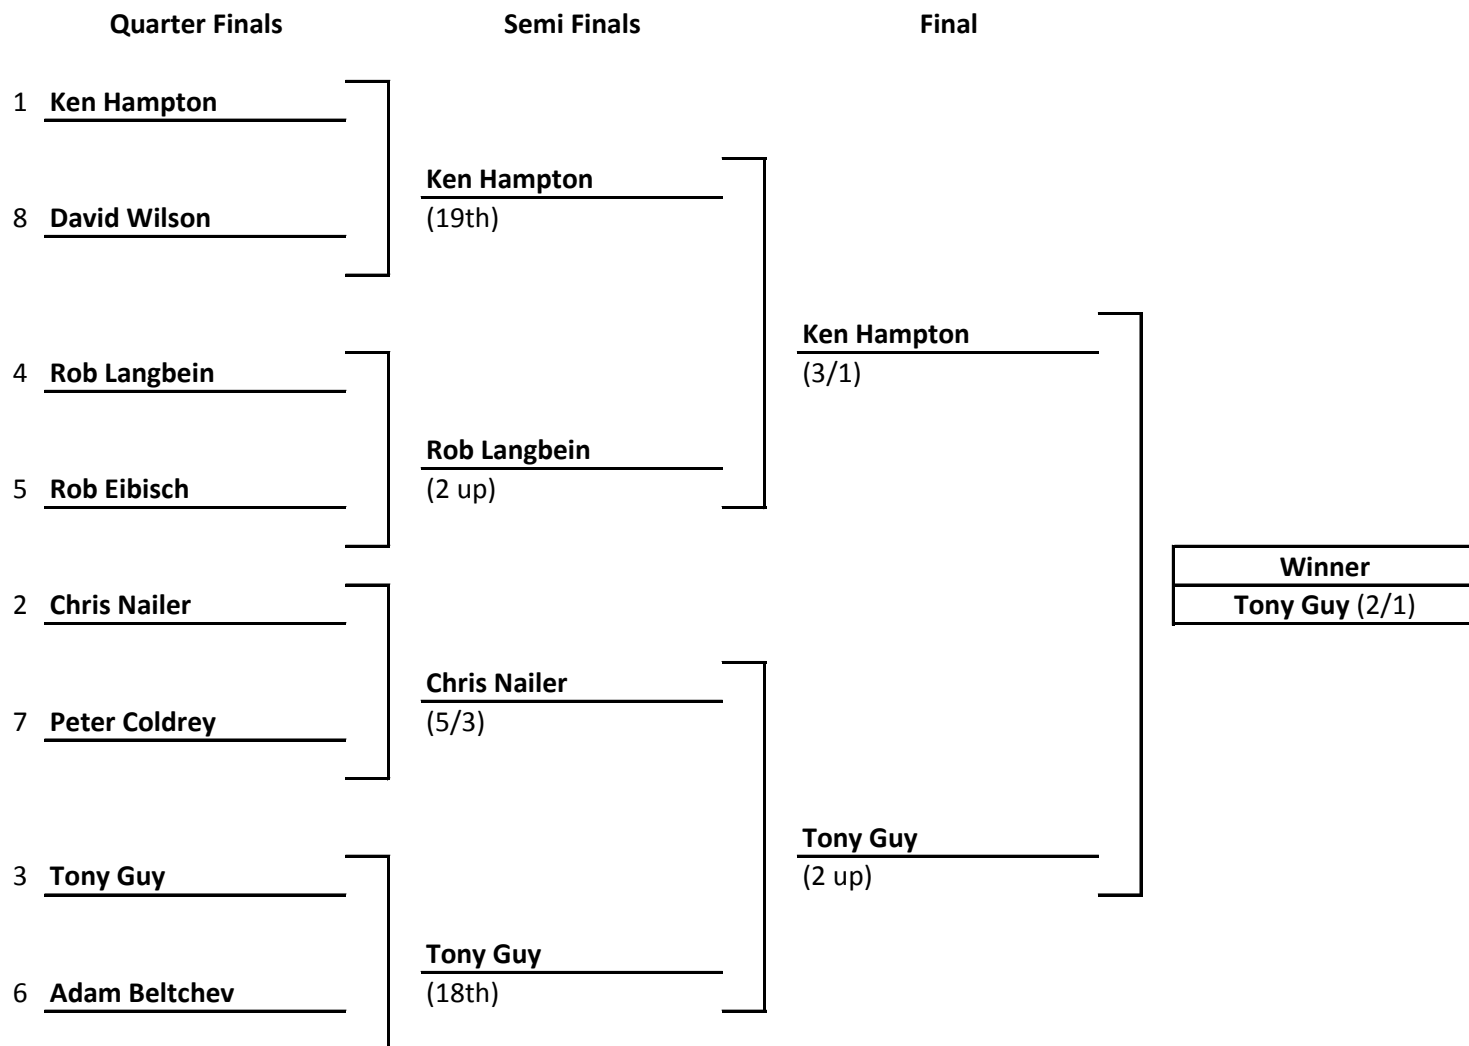 Quarter Finals Semi Finals Final
1 Ken Hampton
Ken Hampton
8 David Wilson (19th)
Ken Hampton
4 Rob Langbein (3/1)
Rob Langbein
5 Rob Eibisch (2 up)
Winner
2 Chris Nailer Tony Guy (2/1)
Chris Nailer
7 Peter Coldrey (5/3)
Tony Guy
3 Tony Guy (2 up)
Tony Guy
6 Adam Beltchev (18th)